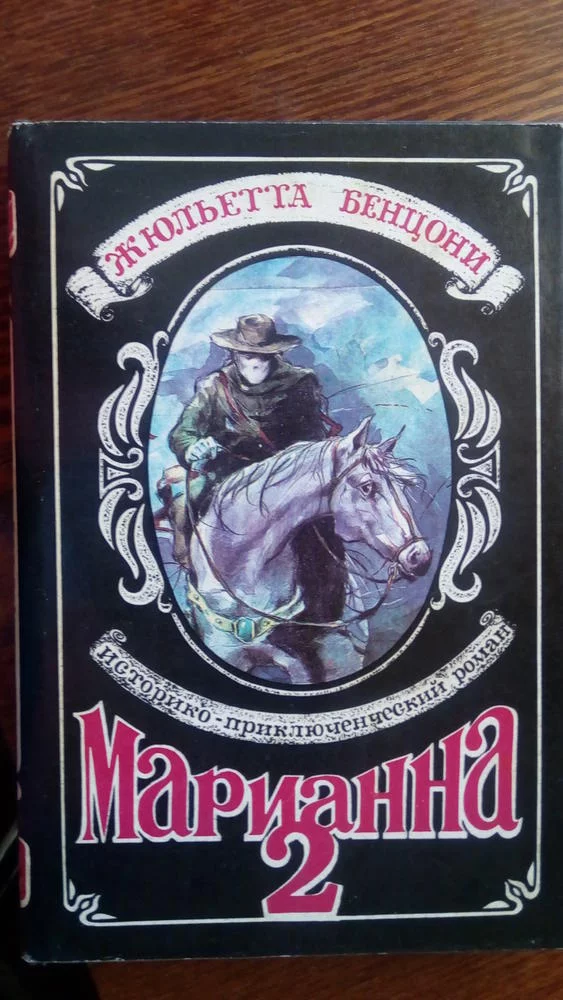 ЖЮЛЬЕТТА БЕНЦОНИ
ИСТОРИКО-ПРИКЛЮЧЕНЧЕСКИЙ РОМАН
МАРИАННА
2